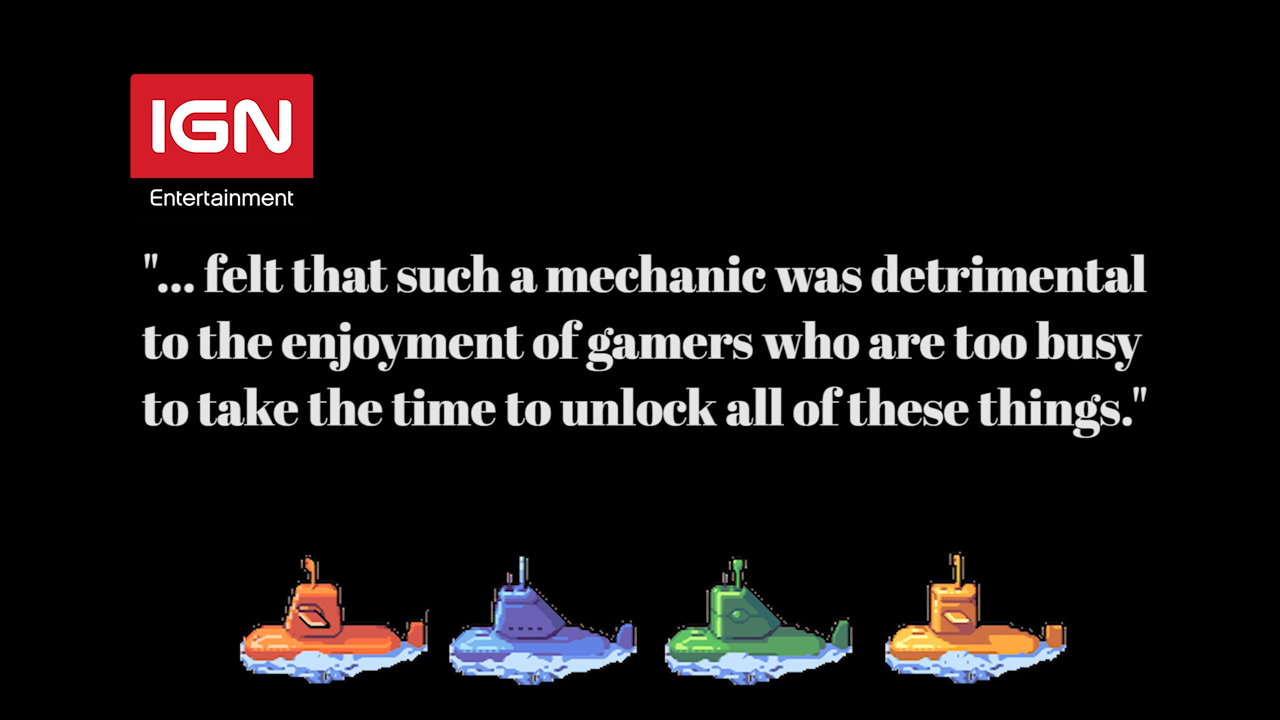 IGN
Entertainment
"... felt that such a mechanic was detrimental
to the enjoyment of gamers who are too busy
to take the time to unlock all of these things."